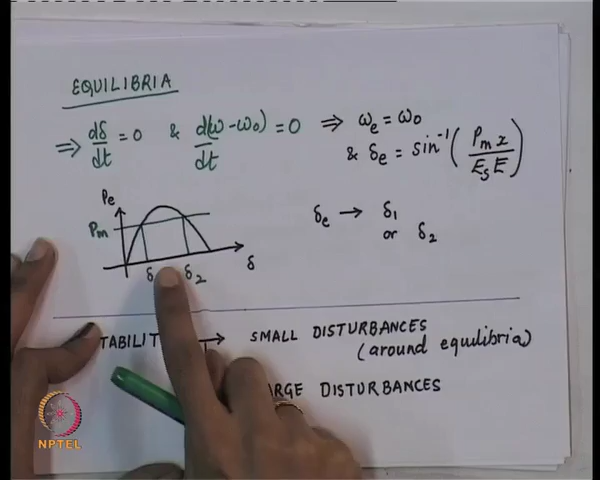 EQUILIBRIA
⇒ dδ/dt = 0 & d(ω-ω₀)/dt = 0 ⇒ ωe = ω₀
& δe = sin⁻¹ (Pm x / Es E)
Pe
Pm
δ δ₂ δ
δe → δ₁
or δ₂
TABILIT → SMALL DISTURBANCES
(around equilibria)
ARGE DISTURBANCES
NPTEL